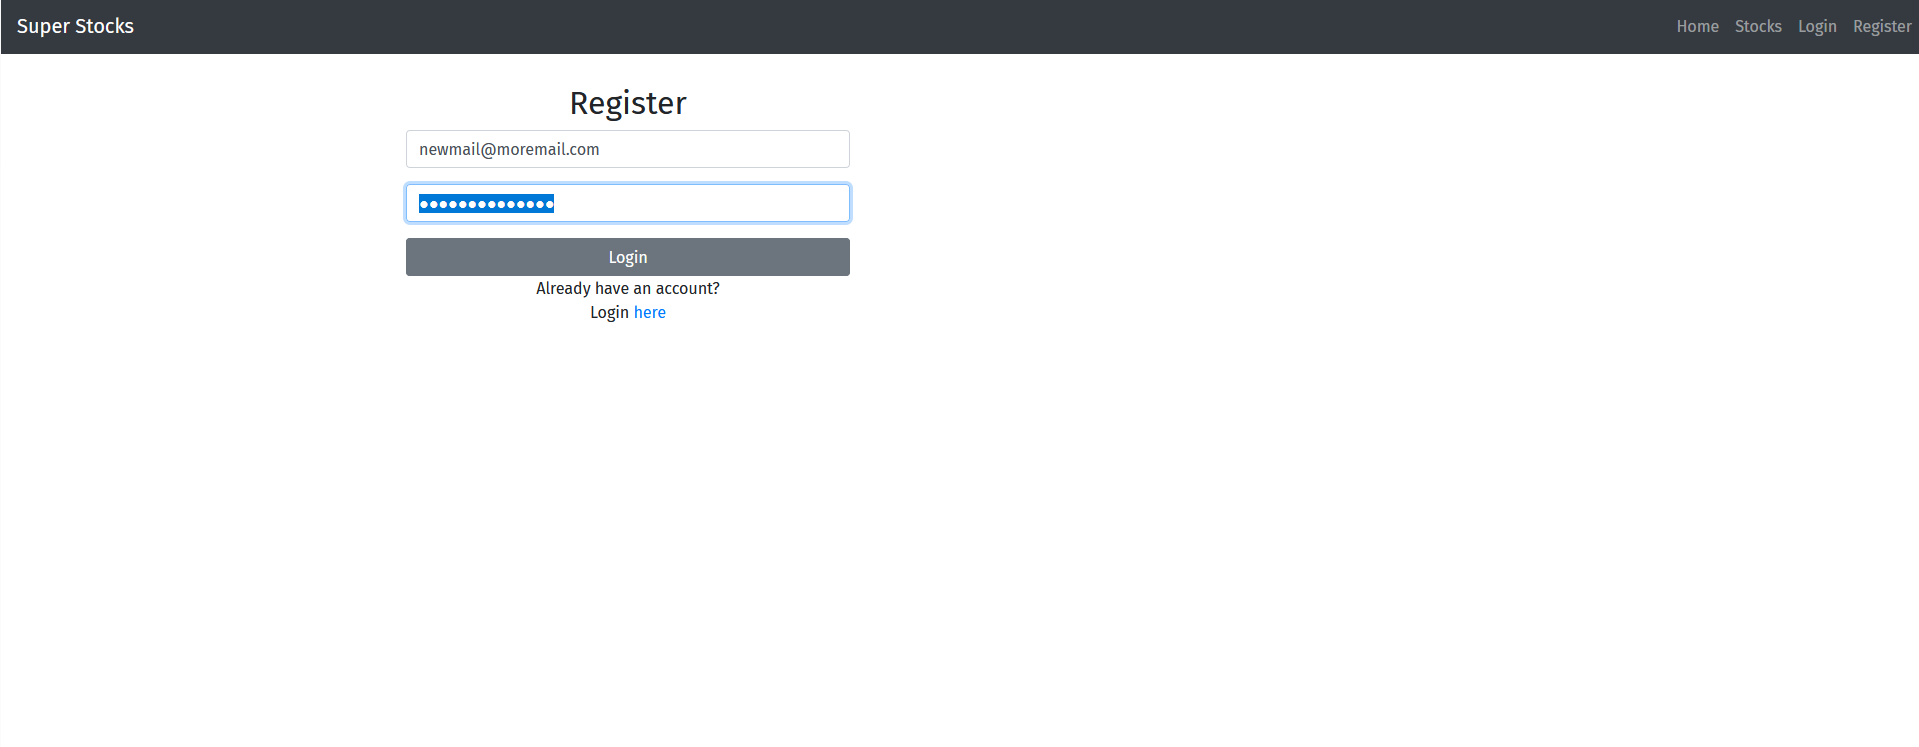 Super Stocks
Home Stocks Login Register
Register
newmail@moremail.com
••••••••••••••
Login
Already have an account?
Login here